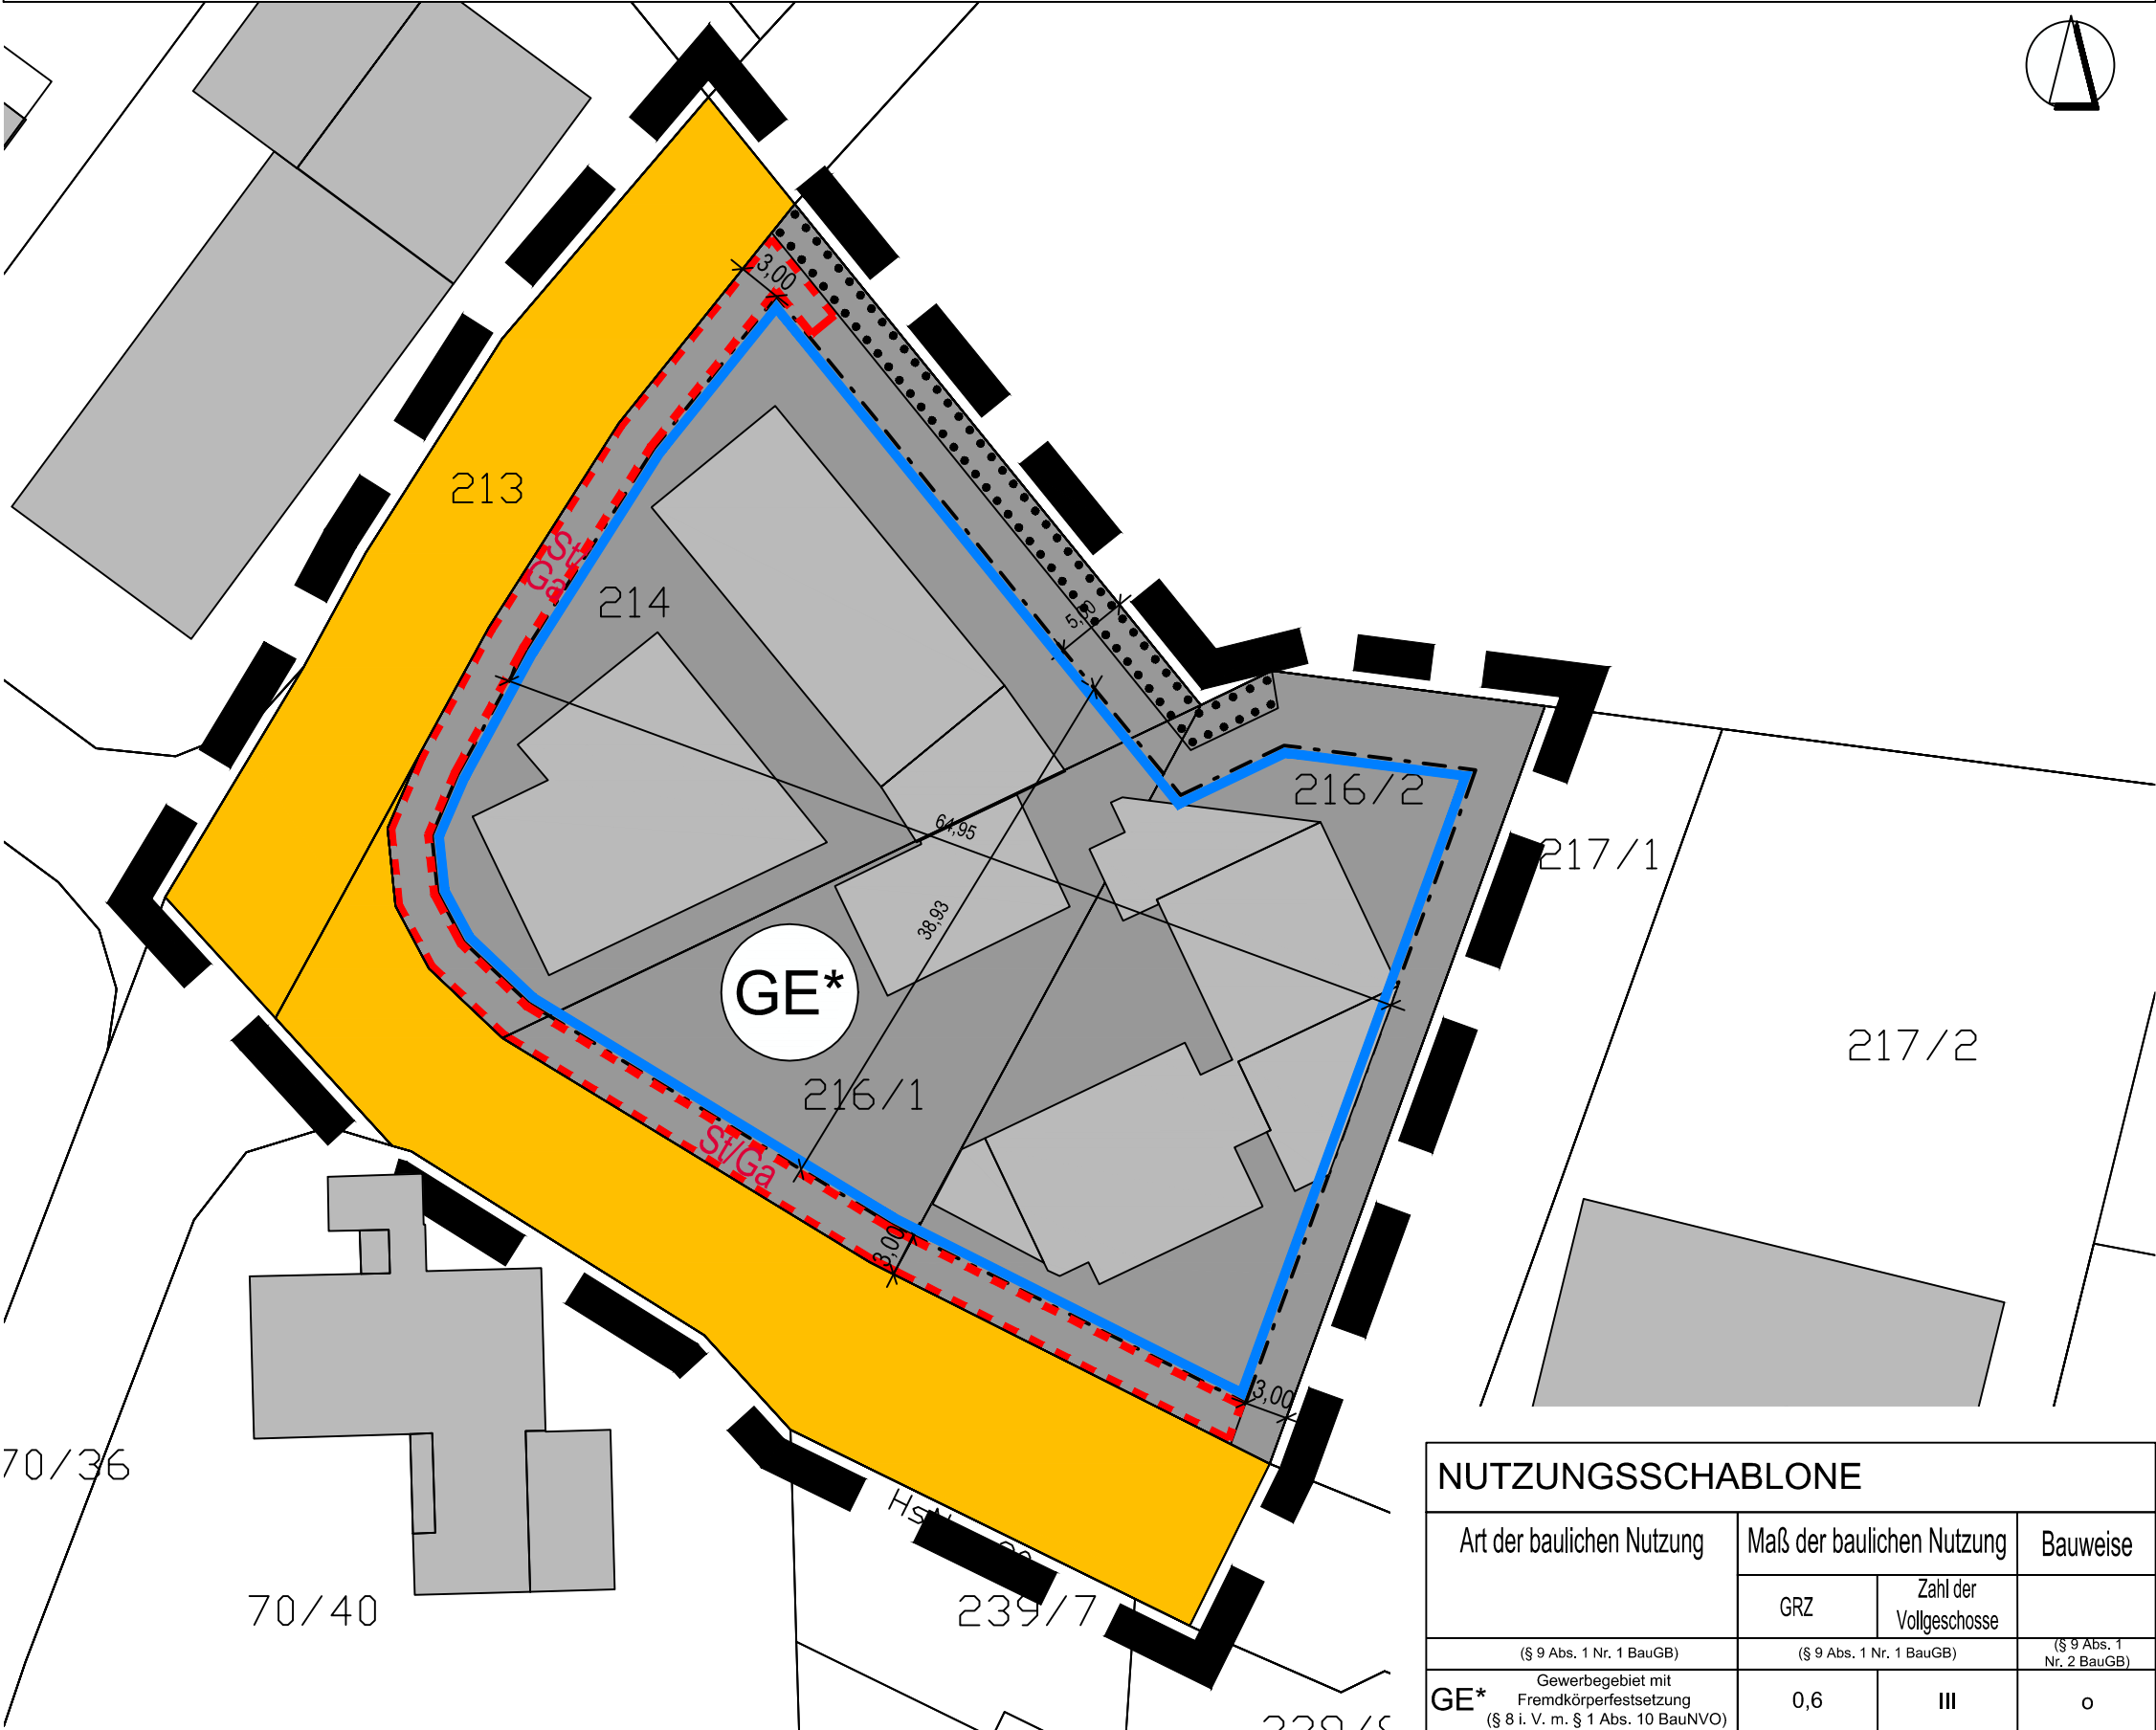 3,00
213
St/
Ga
214
5,00
216/2
64,95
217/1
38,93
GE*
217/2
216/1
St/Ga
3,00
3,00
70/36
70/40
239/7
NUTZUNGSSCHABLONE
Art der baulichen Nutzung
Maß der baulichen Nutzung
Bauweise
GRZ
Zahl der
Vollgeschosse
(§ 9 Abs. 1 Nr. 1 BauGB)
(§ 9 Abs. 1 Nr. 1 BauGB)
(§ 9 Abs. 1
Nr. 2 BauGB)
GE*
Gewerbegebiet mit
Fremdkörperfestsetzung
(§ 8 i. V. m. § 1 Abs. 10 BauNVO)
0,6
III
o